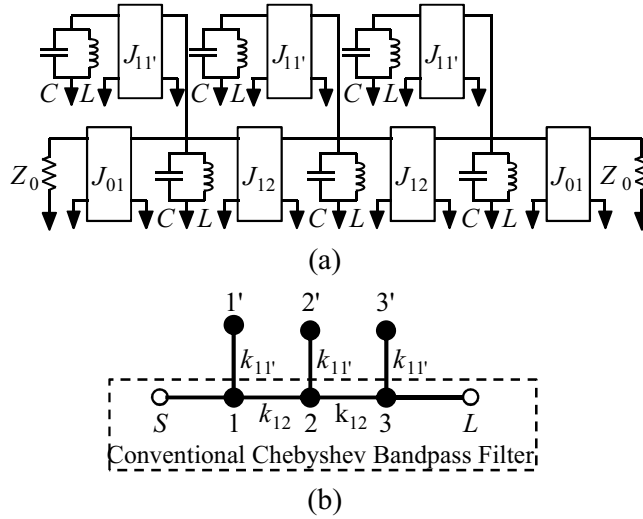 J11' J11' J11'
C L C L C L
Z0 J01 J12 J12 J01 Z0
C L C L C L
(a)
1' 2' 3'
k11' k11' k11'
k12 k12
S 1 2 3 L
Conventional Chebyshev Bandpass Filter
(b)